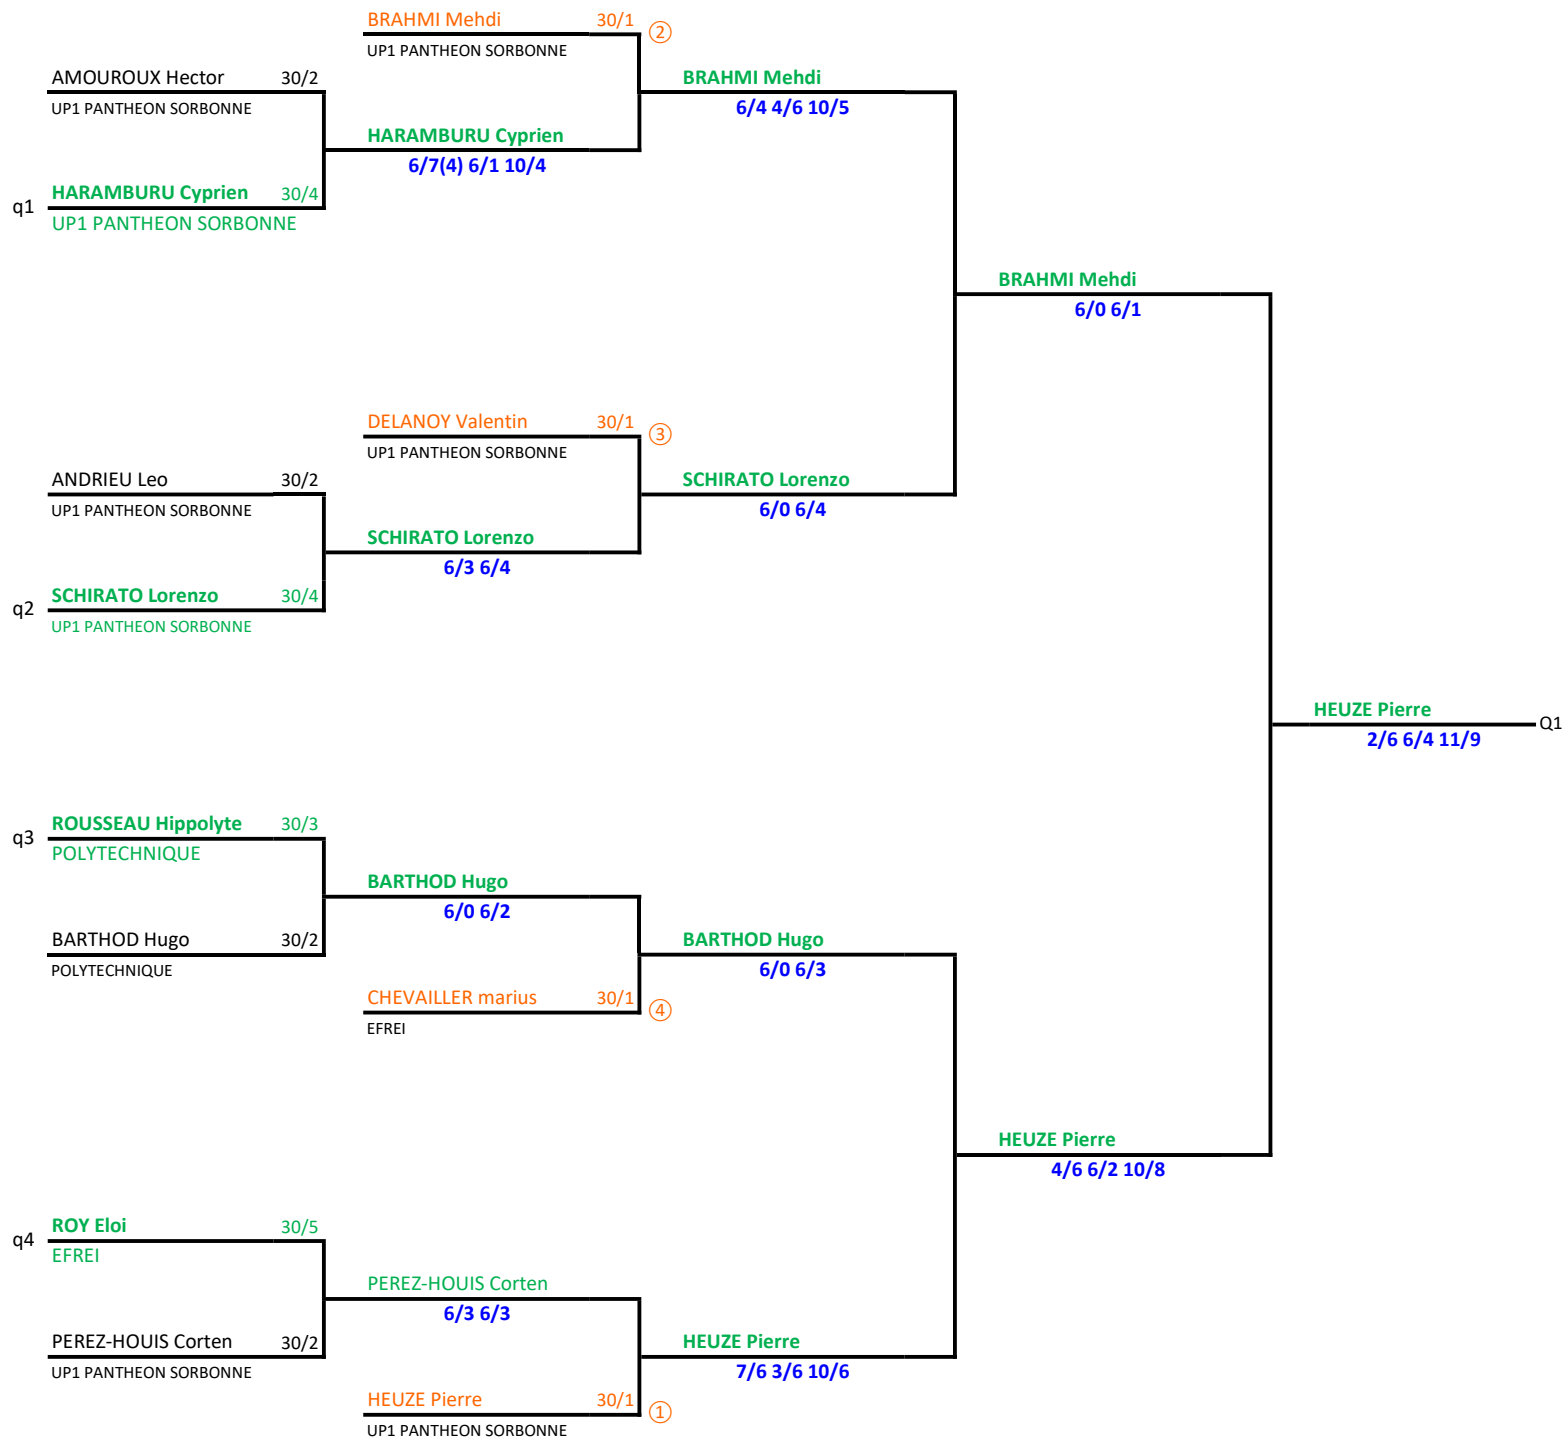 BRAHMI Mehdi 30/1 ②
UP1 PANTHEON SORBONNE
AMOUROUX Hector 30/2
UP1 PANTHEON SORBONNE
BRAHMI Mehdi
6/4 4/6 10/5
HARAMBURU Cyprien
6/7(4) 6/1 10/4
q1 HARAMBURU Cyprien 30/4
UP1 PANTHEON SORBONNE
BRAHMI Mehdi
6/0 6/1
DELANOY Valentin 30/1 ③
UP1 PANTHEON SORBONNE
ANDRIEU Leo 30/2
UP1 PANTHEON SORBONNE
SCHIRATO Lorenzo
6/0 6/4
SCHIRATO Lorenzo
6/3 6/4
q2 SCHIRATO Lorenzo 30/4
UP1 PANTHEON SORBONNE
HEUZE Pierre
2/6 6/4 11/9 Q1
q3 ROUSSEAU Hippolyte 30/3
POLYTECHNIQUE
BARTHOD Hugo
6/0 6/2
BARTHOD Hugo 30/2
POLYTECHNIQUE
BARTHOD Hugo
6/0 6/3
CHEVAILLER marius 30/1 ④
EFREI
HEUZE Pierre
4/6 6/2 10/8
q4 ROY Eloi 30/5
EFREI
PEREZ-HOUIS Corten
6/3 6/3
PEREZ-HOUIS Corten 30/2
UP1 PANTHEON SORBONNE
HEUZE Pierre
7/6 3/6 10/6
HEUZE Pierre 30/1 ①
UP1 PANTHEON SORBONNE